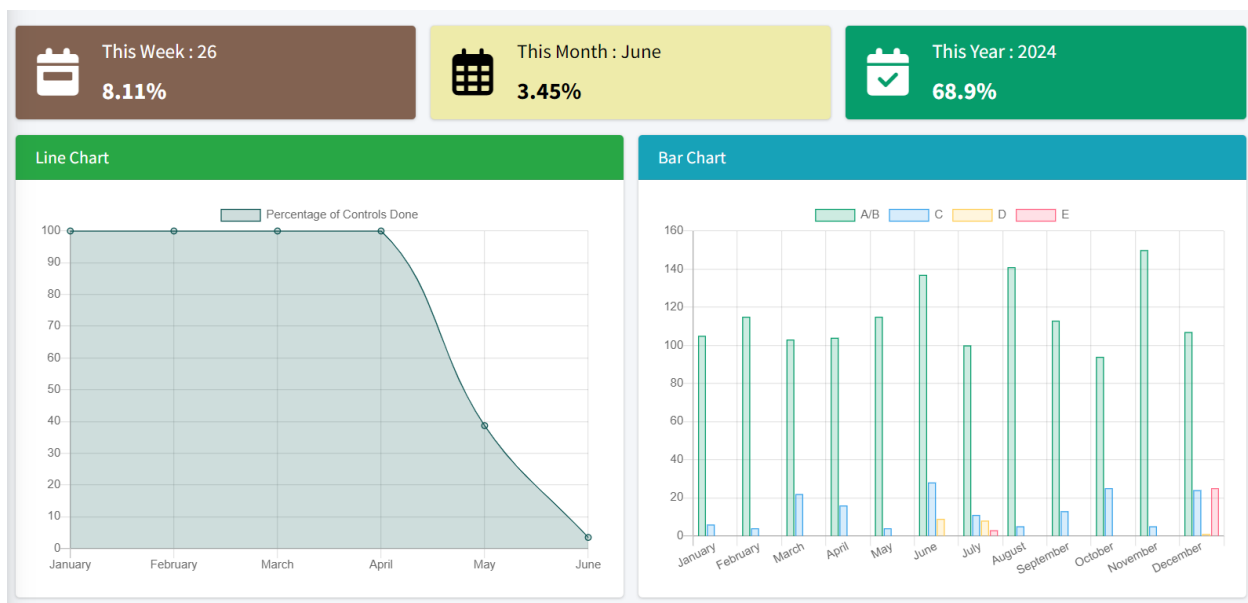 This Week : 26
8.11%
This Month : June
3.45%
This Year : 2024
68.9%
Line Chart
Percentage of Controls Done
100
90
80
70
60
50
40
30
20
10
0
January February March April May June
Bar Chart
A/B C D E
160
140
120
100
80
60
40
20
0
January February March April May June July August September October November December